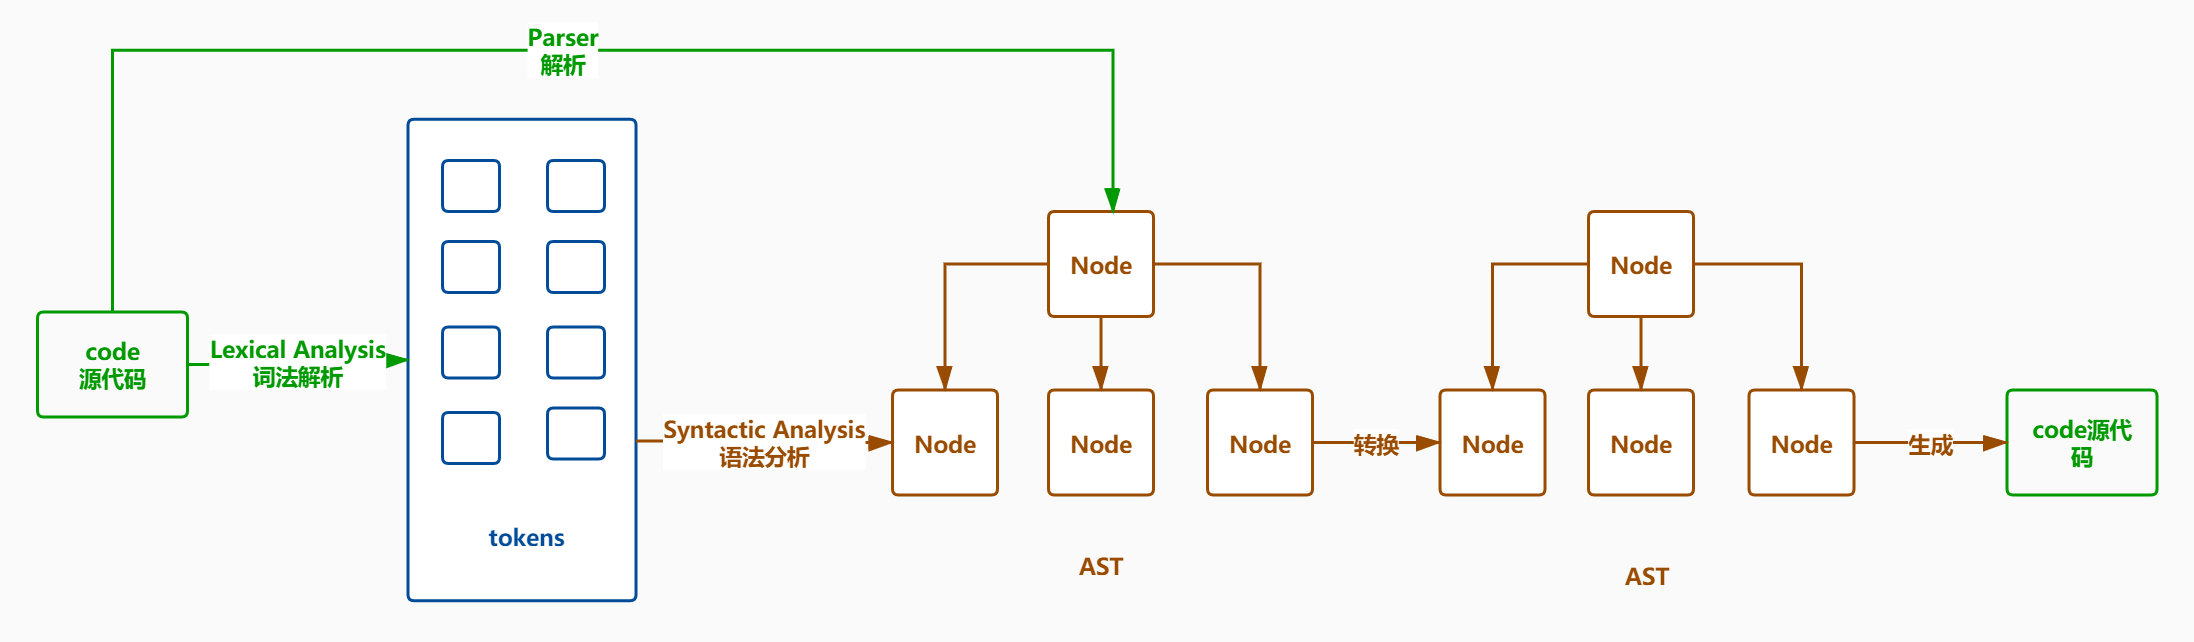 Parser
解析
code
源代码
Lexical Analysis
词法解析
tokens
Syntactic Analysis
语法分析
Node
Node
Node
Node
AST
转换
Node
Node
Node
Node
AST
生成
code源代
码